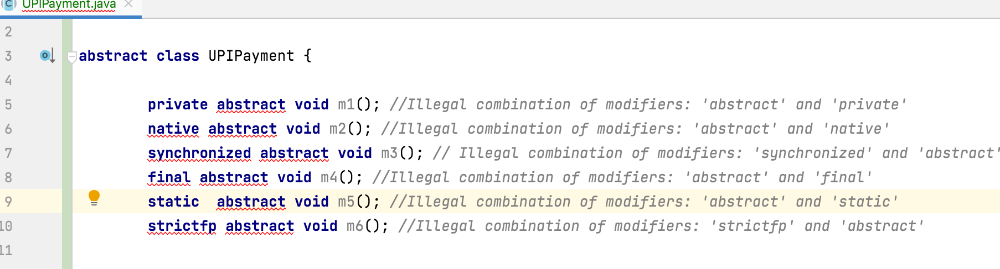 UPIPayment.java
2
3 abstract class UPIPayment {
4
5 private abstract void m1(); //Illegal combination of modifiers: 'abstract' and 'private'
6 native abstract void m2(); //Illegal combination of modifiers: 'abstract' and 'native'
7 synchronized abstract void m3(); // Illegal combination of modifiers: 'synchronized' and 'abstract'
8 final abstract void m4(); //Illegal combination of modifiers: 'abstract' and 'final'
9 static  abstract void m5(); //Illegal combination of modifiers: 'abstract' and 'static'
10 strictfp abstract void m6(); //Illegal combination of modifiers: 'strictfp' and 'abstract'
11